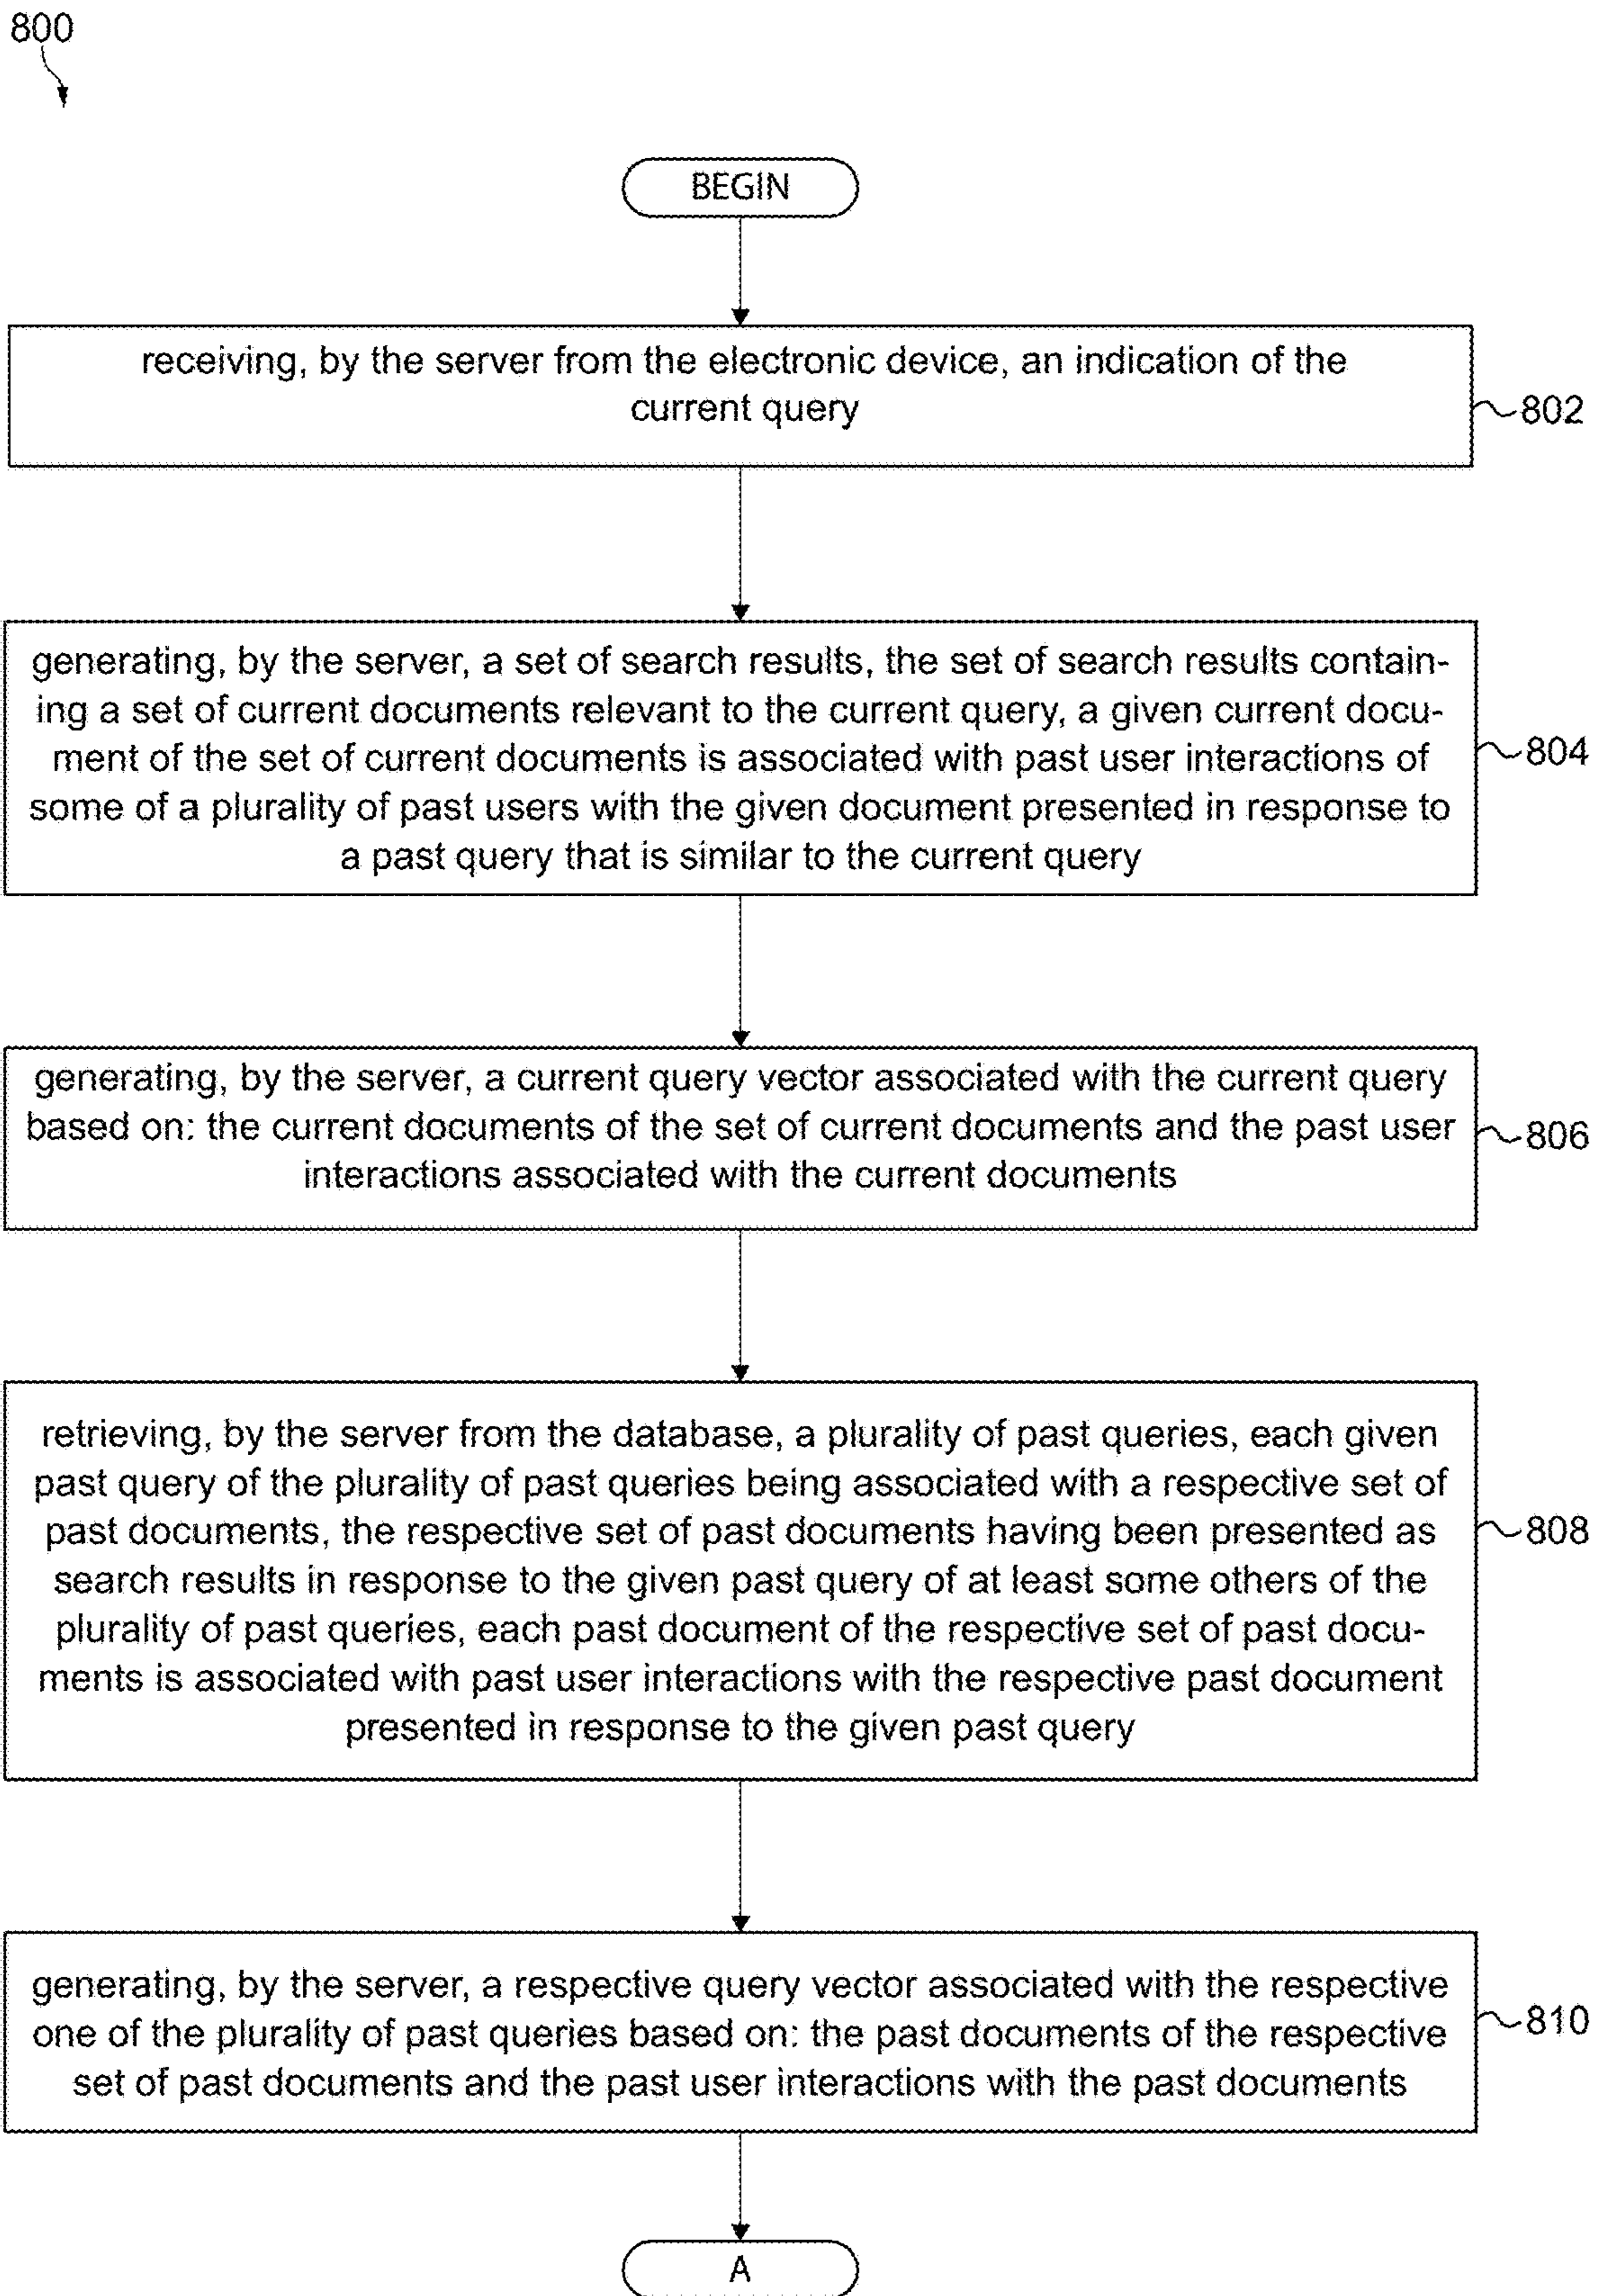 800
BEGIN
receiving, by the server from the electronic device, an indication of the
current query
802
generating, by the server, a set of search results, the set of search results contain-
ing a set of current documents relevant to the current query, a given current docu-
ment of the set of current documents is associated with past user interactions of
some of a plurality of past users with the given document presented in response to
a past query that is similar to the current query
804
generating, by the server, a current query vector associated with the current query
based on: the current documents of the set of current documents and the past user
interactions associated with the current documents
806
retrieving, by the server from the database, a plurality of past queries, each given
past query of the plurality of past queries being associated with a respective set of
past documents, the respective set of past documents having been presented as
search results in response to the given past query of at least some others of the
plurality of past queries, each past document of the respective set of past docu-
ments is associated with past user interactions with the respective past document
presented in response to the given past query
808
generating, by the server, a respective query vector associated with the respective
one of the plurality of past queries based on: the past documents of the respective
set of past documents and the past user interactions with the past documents
810
A